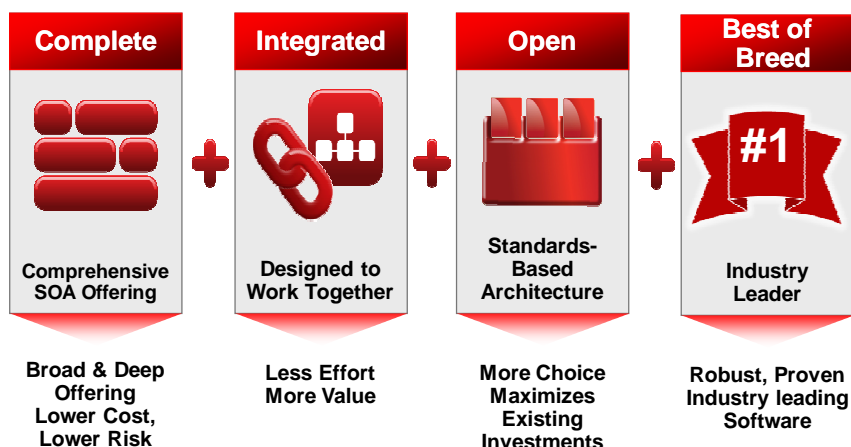 Complete
Comprehensive
SOA Offering
Broad & Deep
Offering
Lower Cost,
Lower Risk
Integrated
Designed to
Work Together
Less Effort
More Value
Open
Standards-
Based
Architecture
More Choice
Maximizes
Existing
Investments
Best of
Breed
#1
Industry
Leader
Robust, Proven
Industry leading
Software